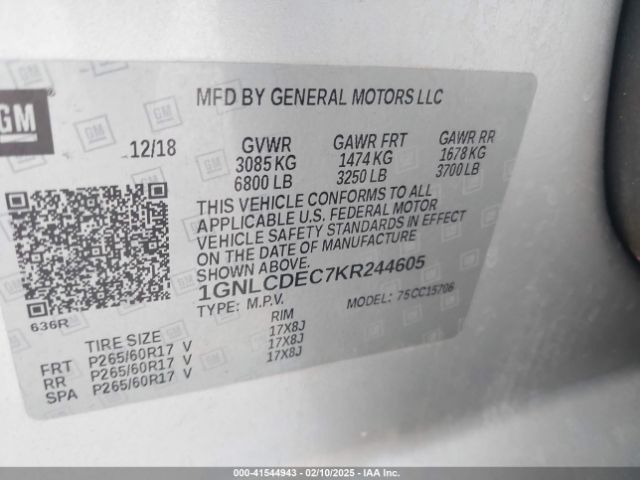 GM
MFD BY GENERAL MOTORS LLC
12/18 GVWR GAWR FRT GAWR RR
3085 KG 1474 KG 1678 KG
6800 LB 3250 LB 3700 LB
THIS VEHICLE CONFORMS TO ALL
APPLICABLE U.S. FEDERAL MOTOR
VEHICLE SAFETY STANDARDS IN EFFECT
ON THE DATE OF MANUFACTURE
SHOWN ABOVE.
1GNLCDEC7KR244605
TYPE: M.P.V. MODEL: 75CC15706
636R
TIRE SIZE RIM
FRT P265/60R17 V 17X8J
RR P265/60R17 V 17X8J
SPA P265/60R17 V 17X8J
000-41544943 - 02/10/2025 - IAA Inc.